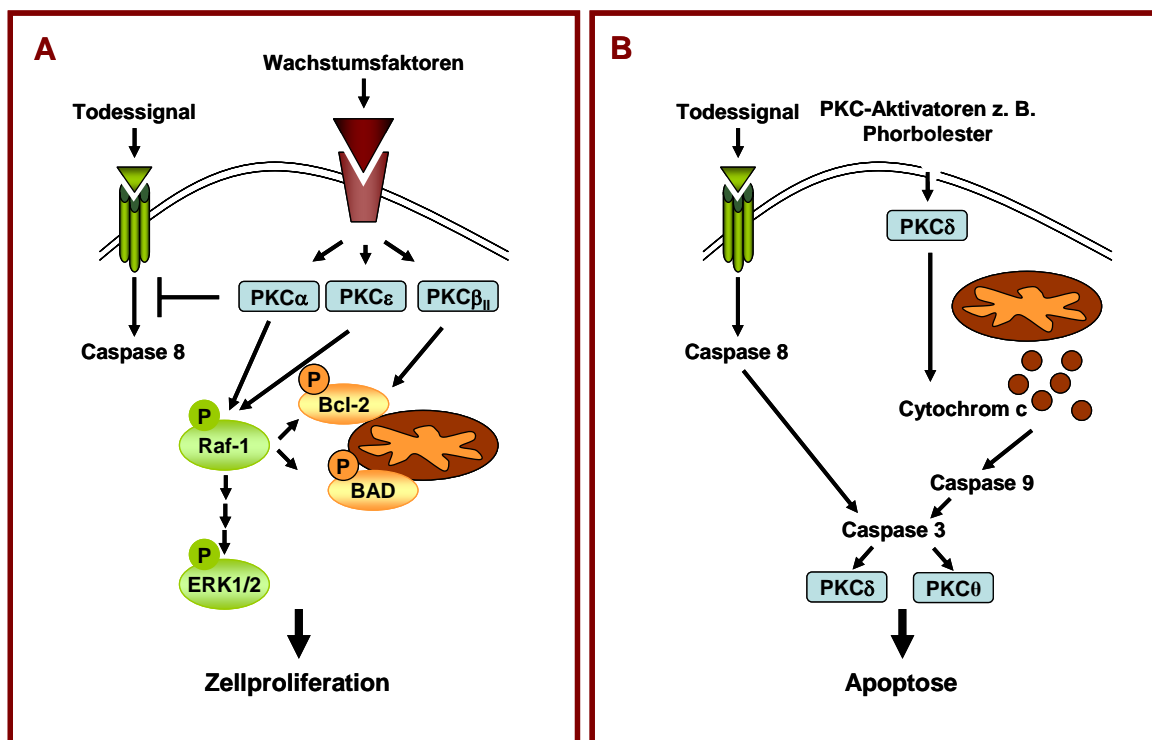 A
Wachstumsfaktoren
Todessignal
PKCα
PKCε
PKCβII
Caspase 8
P
Bcl-2
P
Raf-1
P
BAD
P
ERK1/2
Zellproliferation
B
Todessignal
PKC-Aktivatoren z. B.
Phorbolester
PKCδ
Caspase 8
Cytochrom c
Caspase 9
Caspase 3
PKCδ
PKCθ
Apoptose